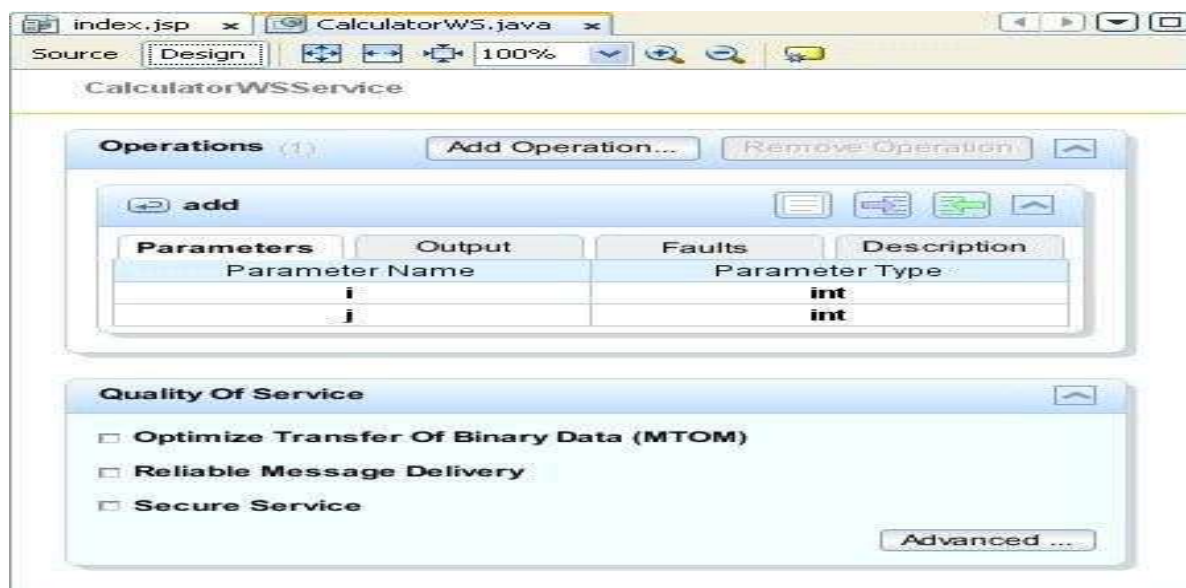 index.jsp x CalculatorWS.java x
Source Design 100%
CalculatorWSService
Operations (1) Add Operation... Remove Operation
add
Parameters Output Faults Description
Parameter Name Parameter Type
i int
j int
Quality Of Service
Optimize Transfer Of Binary Data (MTOM)
Reliable Message Delivery
Secure Service
Advanced ...